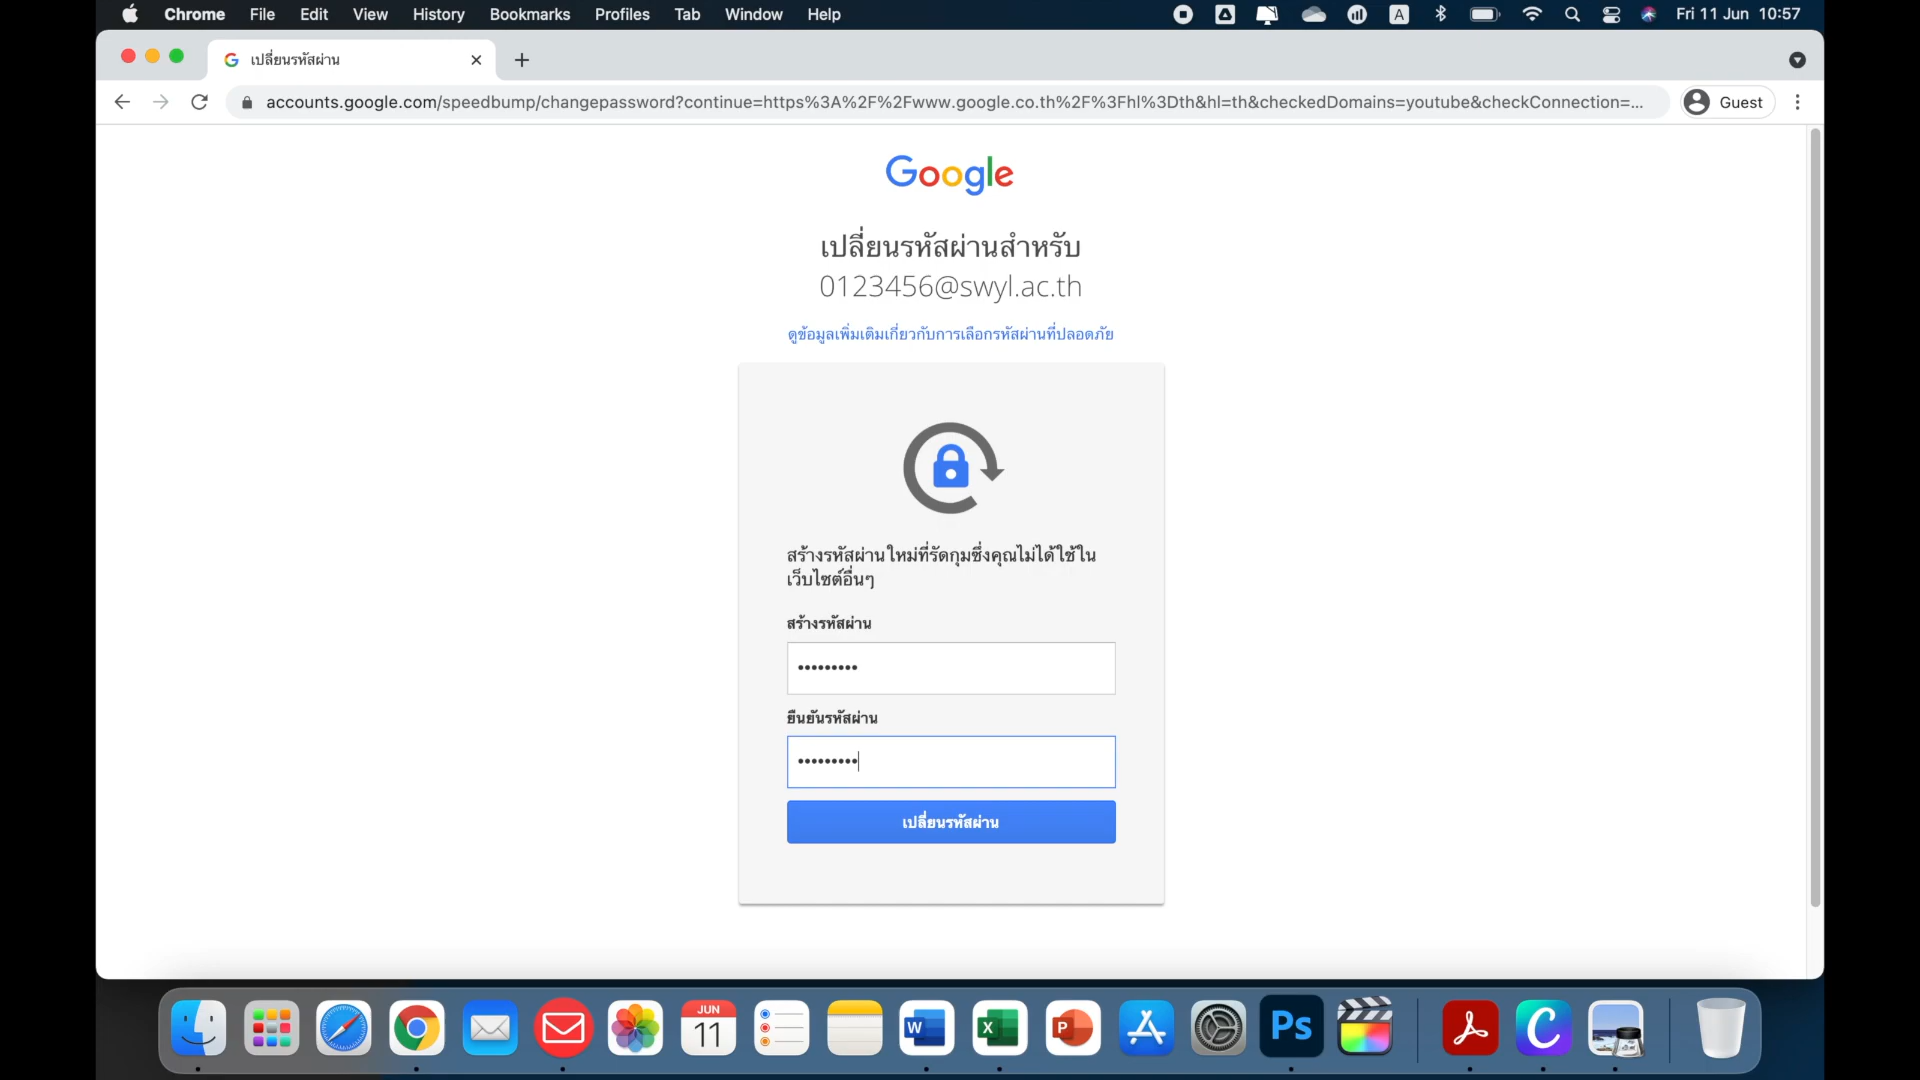 Chrome File Edit View History Bookmarks Profiles Tab Window Help
A
Fri 11 Jun 10:57
เปลี่ยนรหัสผ่าน
accounts.google.com/speedbump/changepassword?continue=https%3A%2F%2Fwww.google.co.th%2F%3Fhl%3Dth&hl=th&checkedDomains=youtube&checkConnection=...
Guest
Google
เปลี่ยนรหัสผ่านสำหรับ
0123456@swyl.ac.th
ดูข้อมูลเพิ่มเติมเกี่ยวกับการเลือกรหัสผ่านที่ปลอดภัย
สร้างรหัสผ่านใหม่ที่รัดกุมซึ่งคุณไม่ได้ใช้ใน
เว็บไซต์อื่นๆ
สร้างรหัสผ่าน
•••••••••
ยืนยันรหัสผ่าน
•••••••••
เปลี่ยนรหัสผ่าน
JUN
11
W
X
P
Ps
C